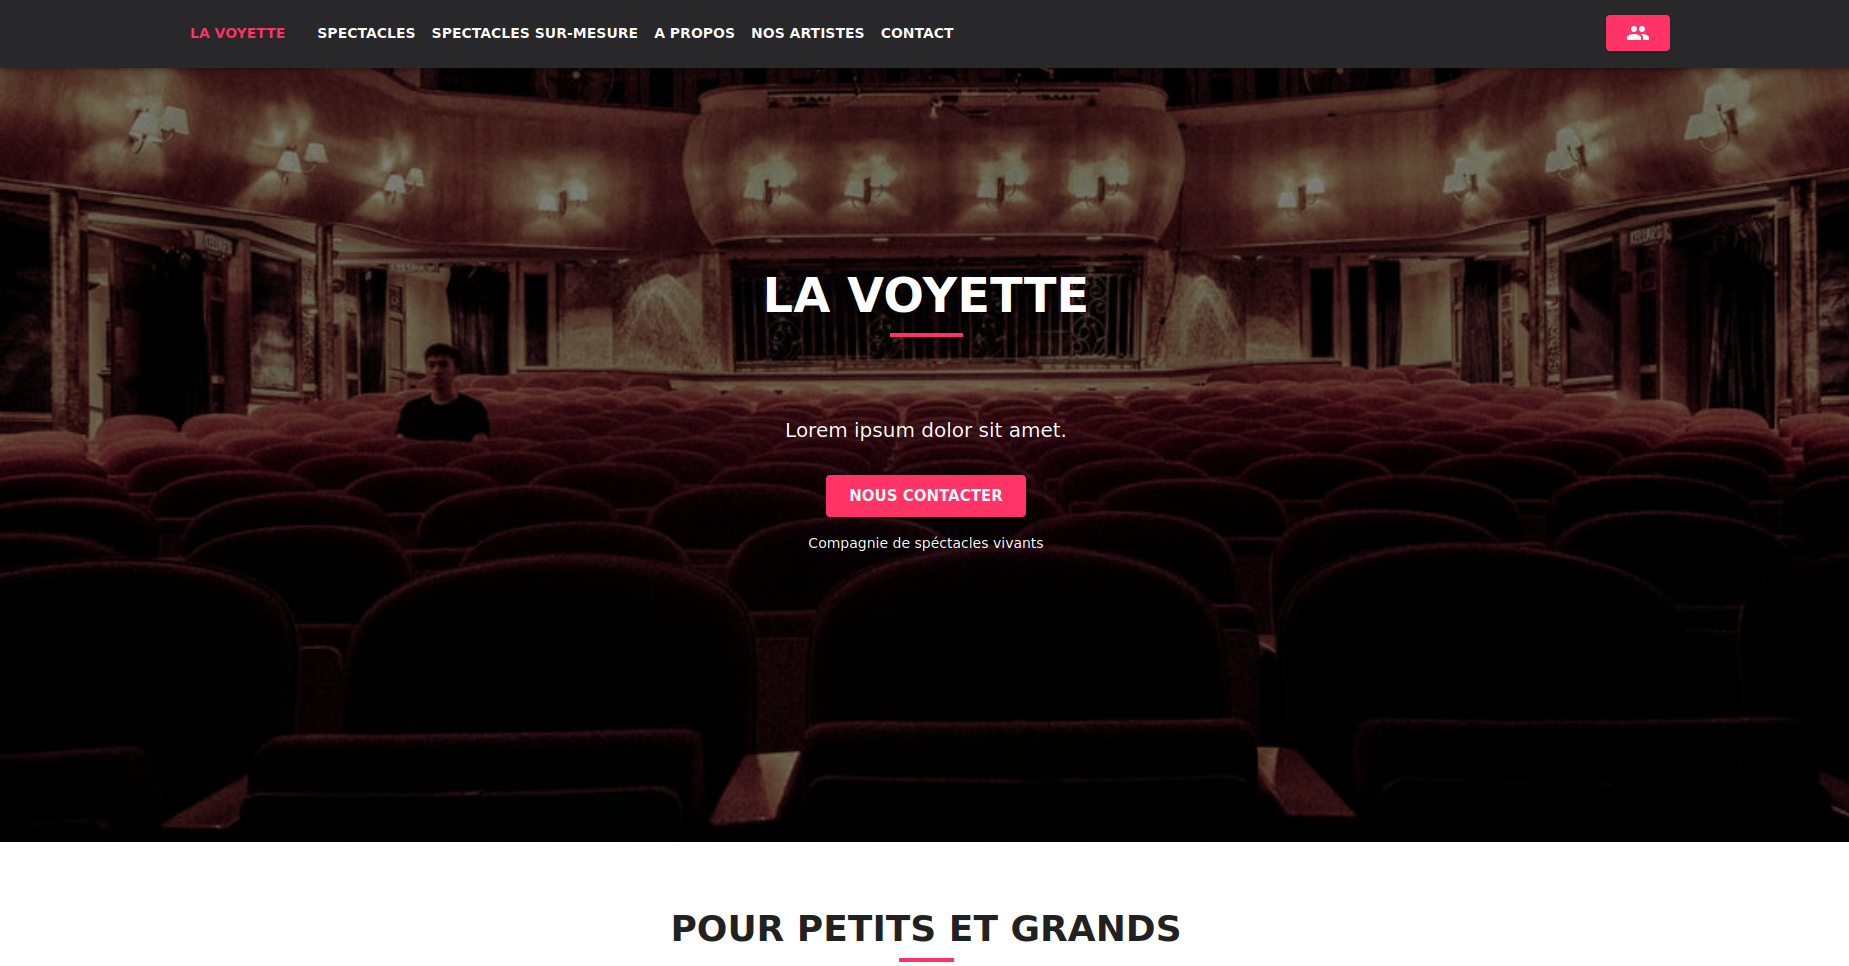 LA VOYETTE SPECTACLES SPECTACLES SUR-MESURE A PROPOS NOS ARTISTES CONTACT
LA VOYETTE
Lorem ipsum dolor sit amet.
NOUS CONTACTER
Compagnie de spéctacles vivants
POUR PETITS ET GRANDS